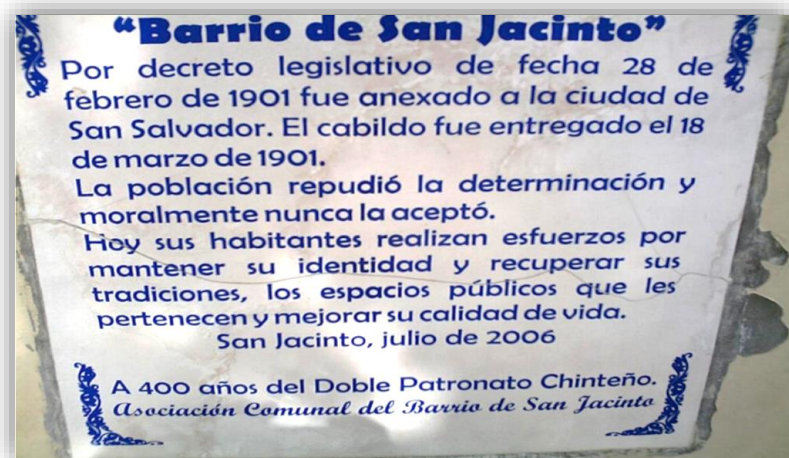 “Barrio de San Jacinto”
Por decreto legislativo de fecha 28 de
febrero de 1901 fue anexado a la ciudad de
San Salvador. El cabildo fue entregado el 18
de marzo de 1901.
La población repudió la determinación y
moralmente nunca la aceptó.
Hoy sus habitantes realizan esfuerzos por
mantener su identidad y recuperar sus
tradiciones, los espacios públicos que les
pertenecen y mejorar su calidad de vida.
San Jacinto, julio de 2006
A 400 años del Doble Patronato Chinteño.
Asociación Comunal del Barrio de San Jacinto